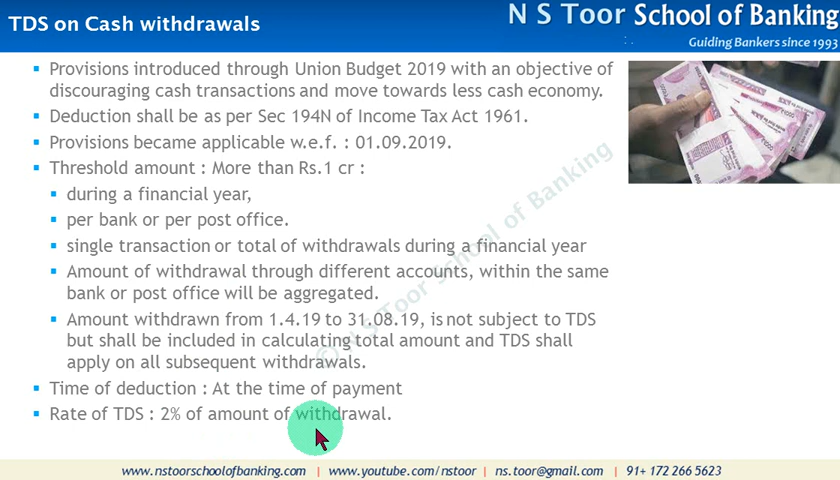 TDS on Cash withdrawals
N S Toor School of Banking
Guiding Bankers since 1993
Provisions introduced through Union Budget 2019 with an objective of
discouraging cash transactions and move towards less cash economy.
Deduction shall be as per Sec 194N of Income Tax Act 1961.
Provisions became applicable w.e.f. : 01.09.2019.
Threshold amount : More than Rs.1 cr :
during a financial year,
per bank or per post office.
single transaction or total of withdrawals during a financial year
Amount of withdrawal through different accounts, within the same
bank or post office will be aggregated.
Amount withdrawn from 1.4.19 to 31.08.19, is not subject to TDS
but shall be included in calculating total amount and TDS shall
apply on all subsequent withdrawals.
Time of deduction : At the time of payment
Rate of TDS : 2% of amount of withdrawal.
© N S Toor School of Banking
www.nstoorschoolofbanking.com | www.youtube.com/nstoor | ns.toor@gmail.com | 91+ 172 266 5623